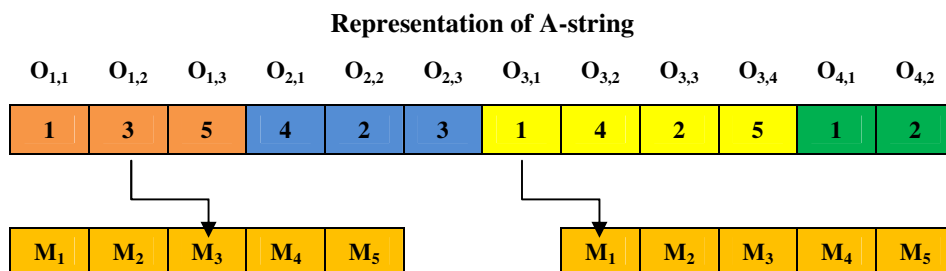 Representation of A-string
O1,1 O1,2 O1,3 O2,1 O2,2 O2,3 O3,1 O3,2 O3,3 O3,4 O4,1 O4,2
1 3 5 4 2 3 1 4 2 5 1 2
M1 M2 M3 M4 M5 M1 M2 M3 M4 M5